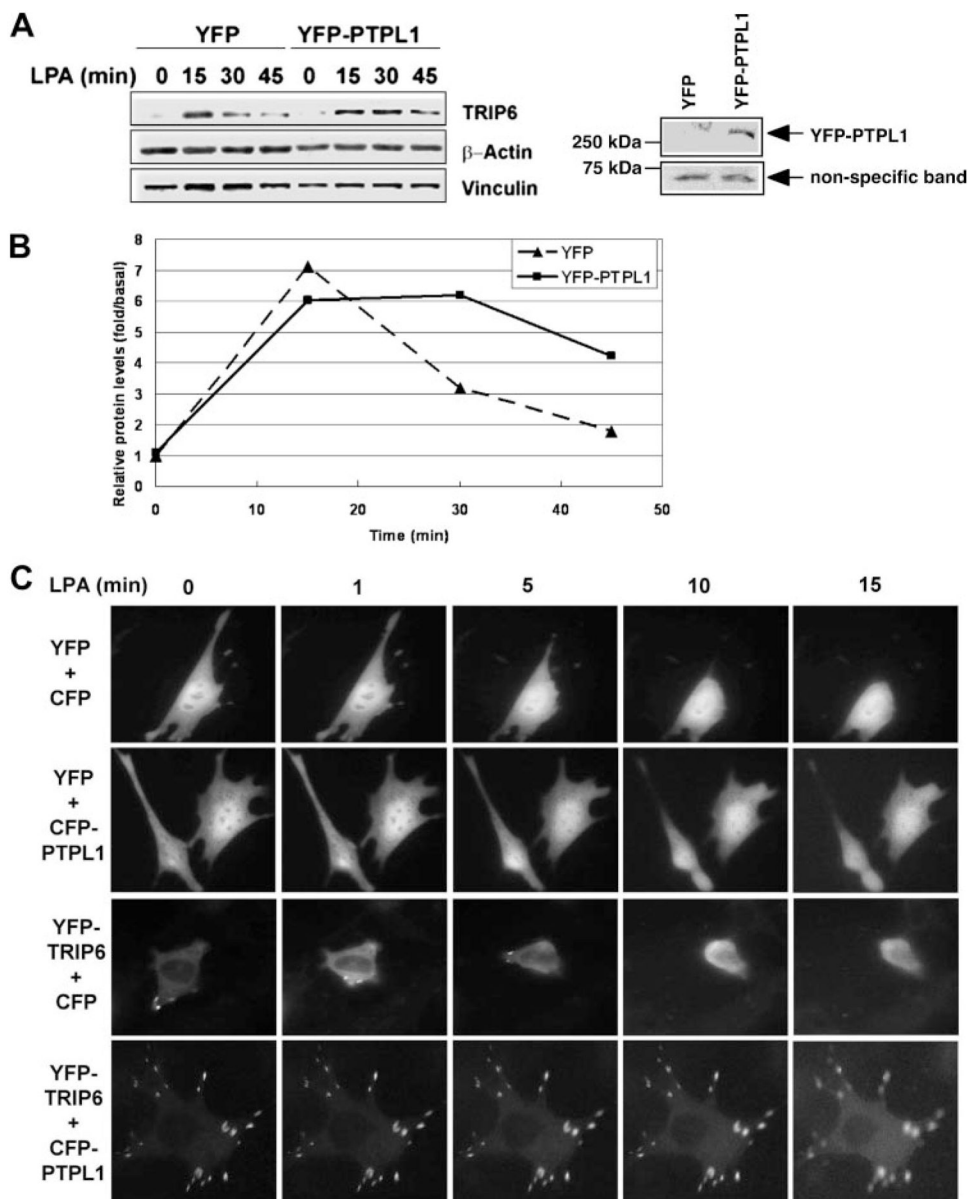 A
YFP YFP-PTPL1
LPA (min) 0 15 30 45 0 15 30 45
TRIP6
β-Actin
Vinculin
YFP
YFP-PTPL1
250 kDa
YFP-PTPL1
75 kDa
non-specific band
B
Relative protein levels (fold/basal)
8
7
6
5
4
3
2
1
0
YFP
YFP-PTPL1
0 10 20 30 40 50
Time (min)
C
LPA (min) 0 1 5 10 15
YFP
+
CFP
YFP
+
CFP-
PTPL1
YFP-
TRIP6
+
CFP
YFP-
TRIP6
+
CFP-
PTPL1